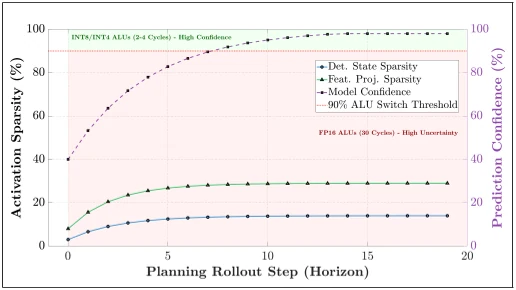 INT8/INT4 ALUs (2-4 Cycles) - High Confidence
Det. State Sparsity
Feat. Proj. Sparsity
Model Confidence
90% ALU Switch Threshold
FP16 ALUs (30 Cycles) - High Uncertainty
Activation Sparsity (%)
100
80
60
40
20
0
Prediction Confidence (%)
100
80
60
40
20
0
0 5 10 15 20
Planning Rollout Step (Horizon)